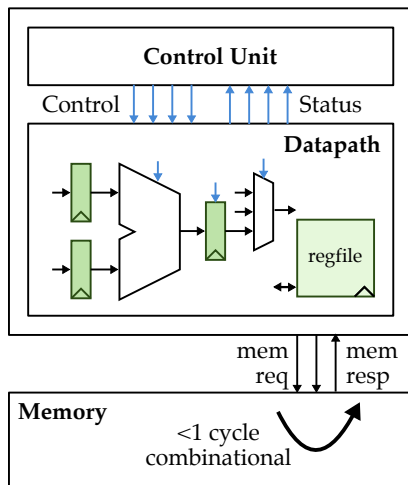 Control Unit
Control
Status
Datapath
regfile
mem
req
mem
resp
Memory
<1 cycle
combinational